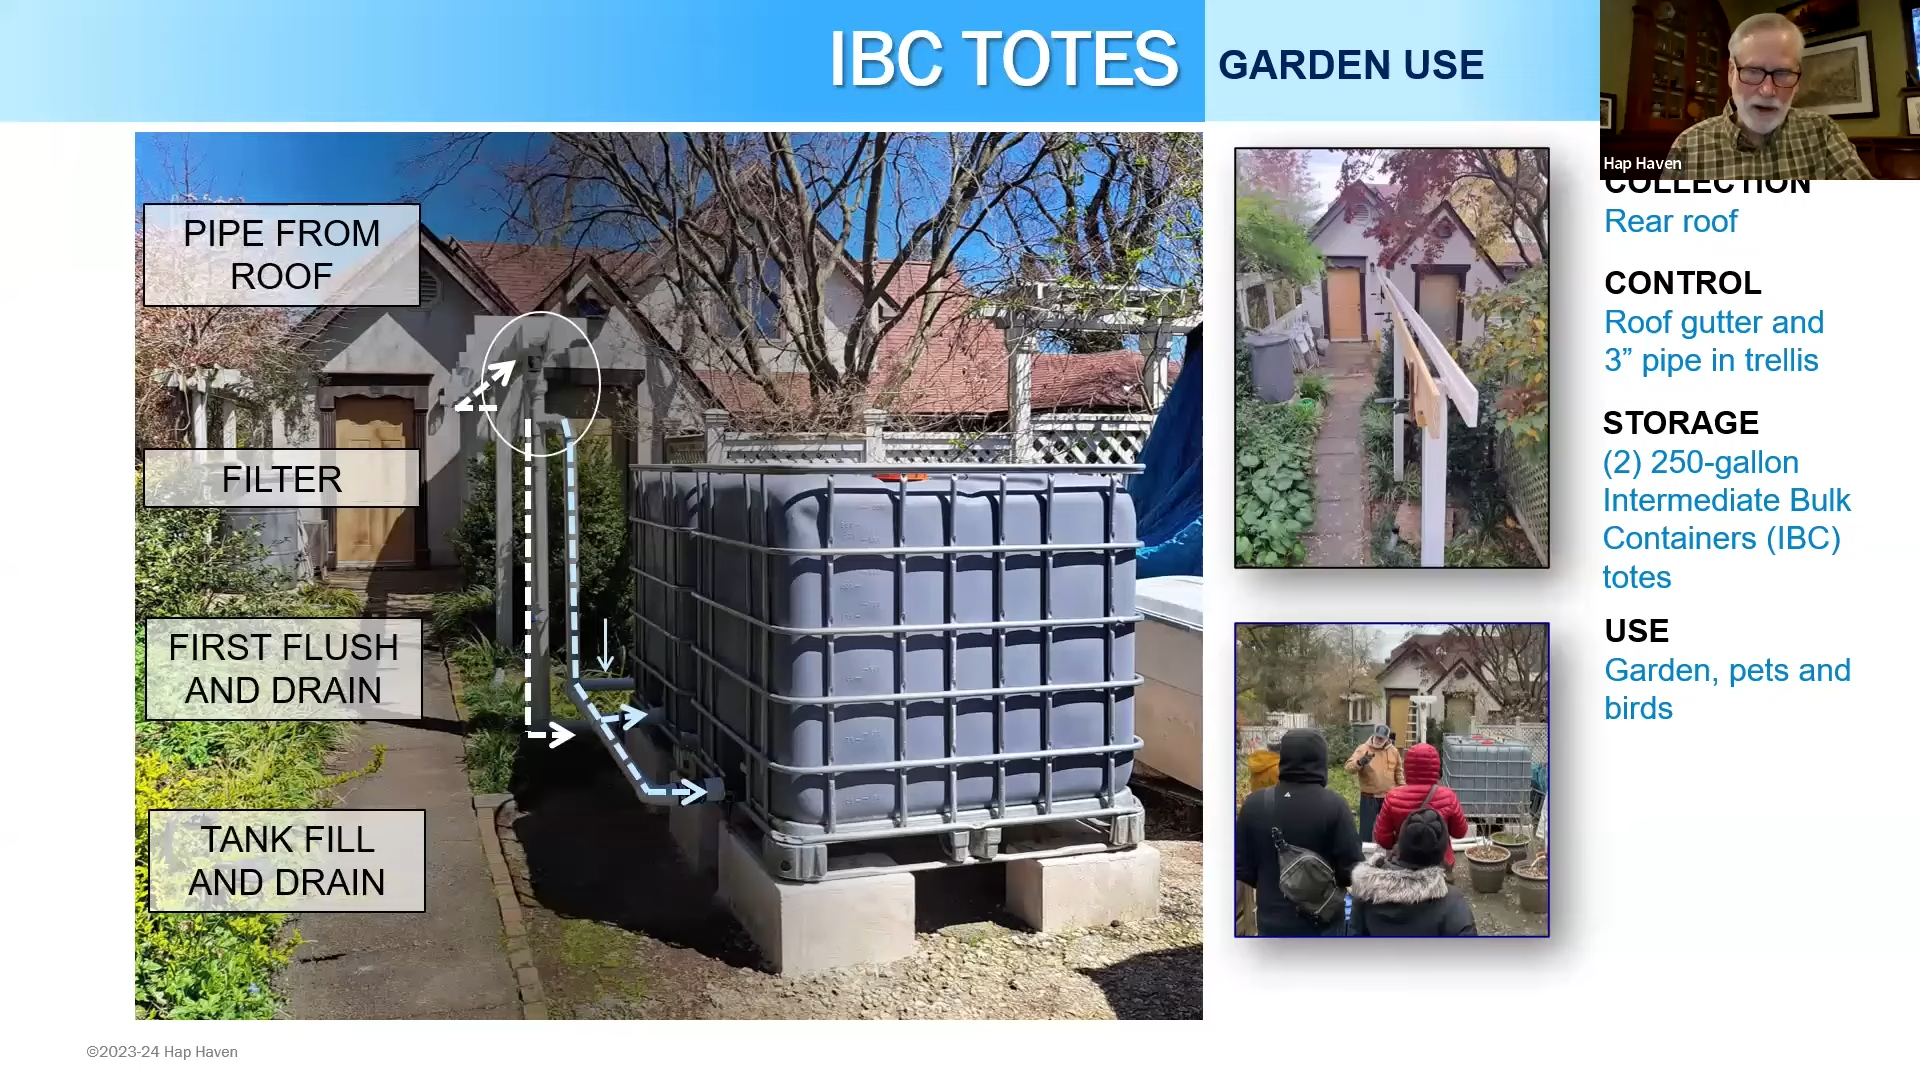 IBC TOTES
GARDEN USE
Hap Haven
PIPE FROM
ROOF
FILTER
FIRST FLUSH
AND DRAIN
TANK FILL
AND DRAIN
COLLECTION
Rear roof
CONTROL
Roof gutter and
3” pipe in trellis
STORAGE
(2) 250-gallon
Intermediate Bulk
Containers (IBC)
totes
USE
Garden, pets and
birds
©2023-24 Hap Haven